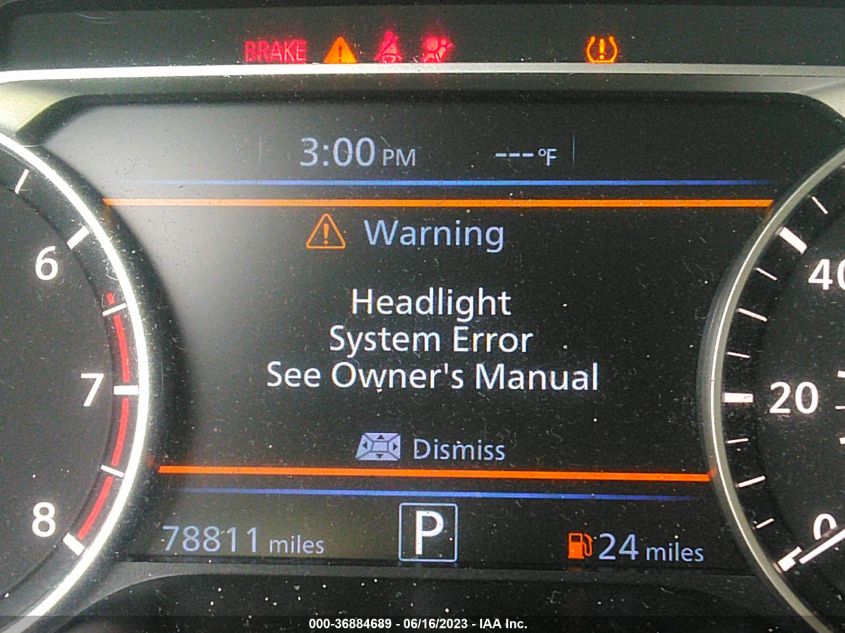 BRAKE
3:00 PM ---°F
Warning
Headlight
System Error
See Owner's Manual
Dismiss
6
7
8
40
20
0
78811 miles P 24 miles
000-36884689 - 06/16/2023 - IAA Inc.